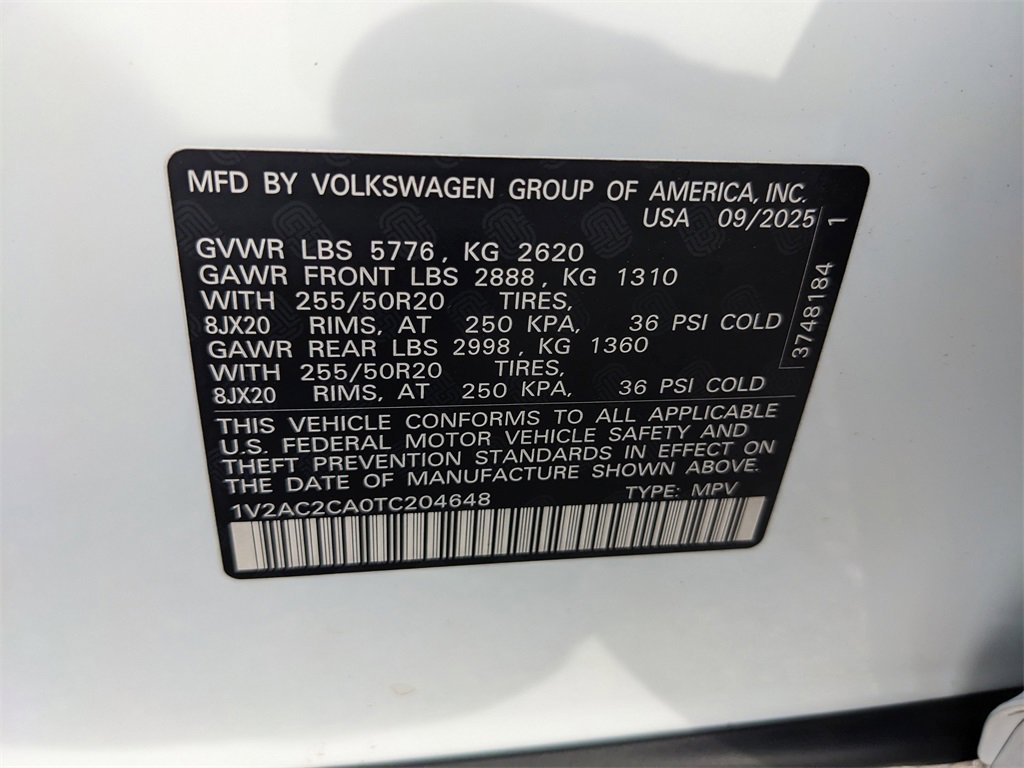 MFD BY VOLKSWAGEN GROUP OF AMERICA, INC.
USA 09/2025
GVWR LBS 5776, KG 2620
GAWR FRONT LBS 2888, KG 1310
WITH 255/50R20 TIRES,
8JX20 RIMS, AT 250 KPA, 36 PSI COLD
GAWR REAR LBS 2998, KG 1360
WITH 255/50R20 TIRES,
8JX20 RIMS, AT 250 KPA, 36 PSI COLD
3748184 1
THIS VEHICLE CONFORMS TO ALL APPLICABLE
U.S. FEDERAL MOTOR VEHICLE SAFETY AND
THEFT PREVENTION STANDARDS IN EFFECT ON
THE DATE OF MANUFACTURE SHOWN ABOVE.
1V2AC2CA0TC204648 TYPE: MPV